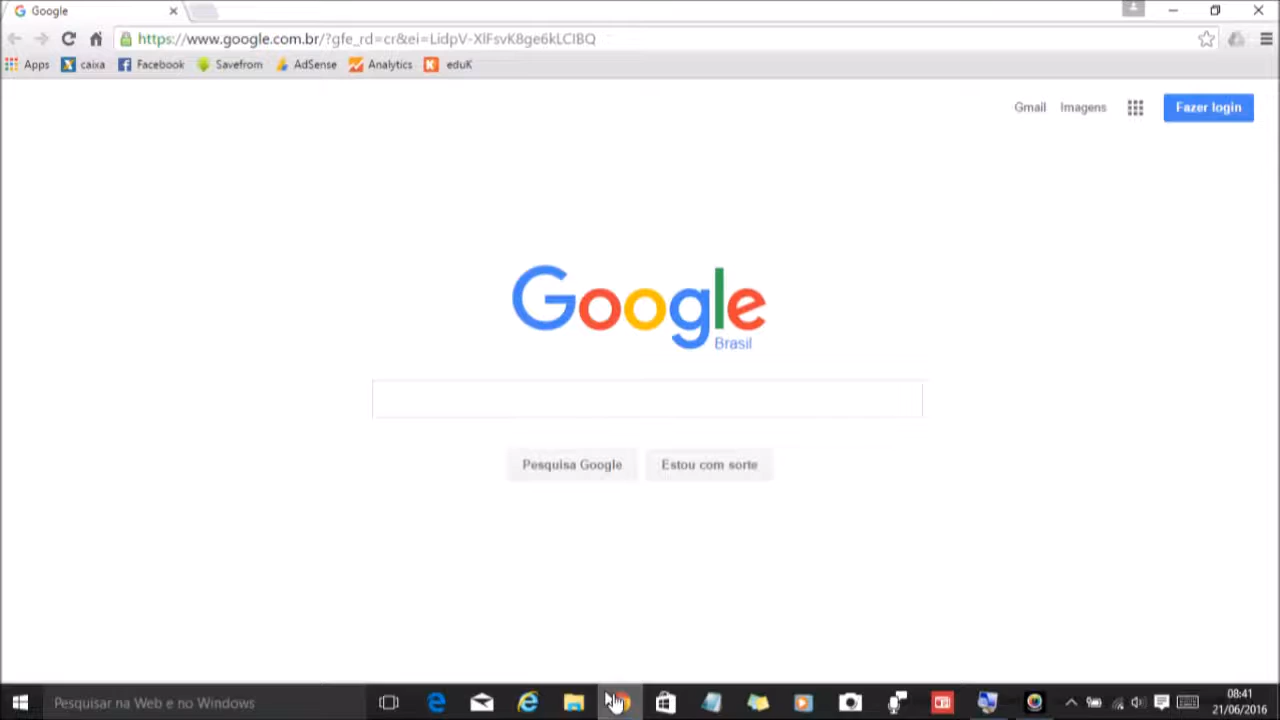 Google
https://www.google.com.br/?gfe_rd=cr&ei=LidpV-XlFsvK8ge6kLCIBQ
Apps caixa Facebook Savefrom AdSense Analytics eduK
Gmail Imagens Fazer login
Google
Brasil
Pesquisa Google Estou com sorte
Pesquisar na Web e no Windows
08:41
21/06/2016